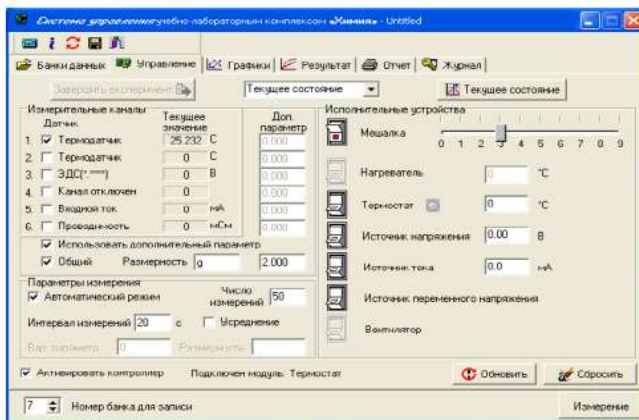 Система управления учебно-лабораторным комплексом «Химия» - Untitled
Банки данных Управление Графики Результат Отчет Журнал
Завершить эксперимент Текущее состояние Текущее состояние
Измерительные каналы
Датчик Текущее значение Доп. параметр
1. Термодатчик 25.232 C 0.000
2. Термодатчик 0 C 0.000
3. ЭДС(*.***) 0 В 0.000
4. Канал отключен 0 0.000
5. Входной ток 0 мА 0.000
6. Проводимость 0 мСм 0.000
Использовать дополнительный параметр
Общий Размерность g 2.000
Параметры измерения
Автоматический режим Число измерений 50
Интервал измерений 20 с Усреднение
Вар. параметр 0 Размерность
Исполнительные устройства
Мешалка 0 1 2 3 4 5 6 7 8 9
Нагреватель 0 °C
Термостат 0 °C
Источник напряжения 0.00 В
Источник тока 0.0 мА
Источник переменного напряжения
Вентилятор
Активировать контроллер Подключен модуль: Термостат Обновить Сбросить
7 Номер банка для записи Измерение